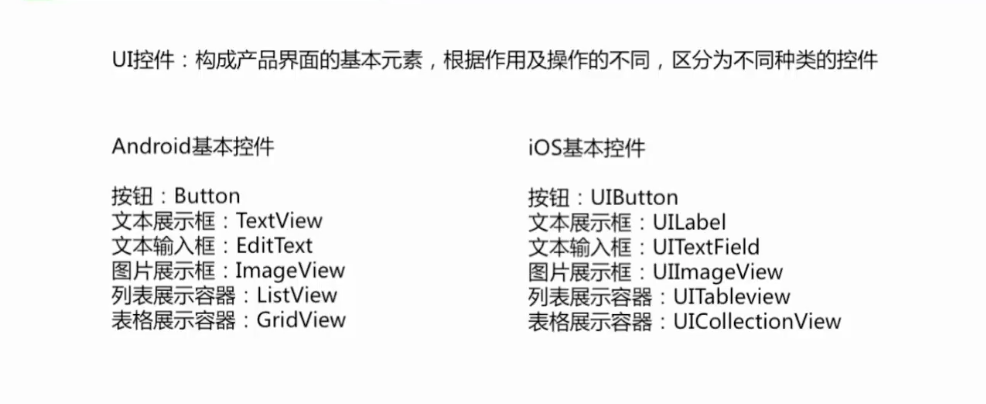 UI控件：构成产品界面的基本元素，根据作用及操作的不同，区分为不同种类的控件
Android基本控件
按钮：Button
文本展示框：TextView
文本输入框：EditText
图片展示框：ImageView
列表展示容器：ListView
表格展示容器：GridView
iOS基本控件
按钮：UIButton
文本展示框：UILabel
文本输入框：UITextField
图片展示框：UIImageView
列表展示容器：UITableview
表格展示容器：UICollectionView